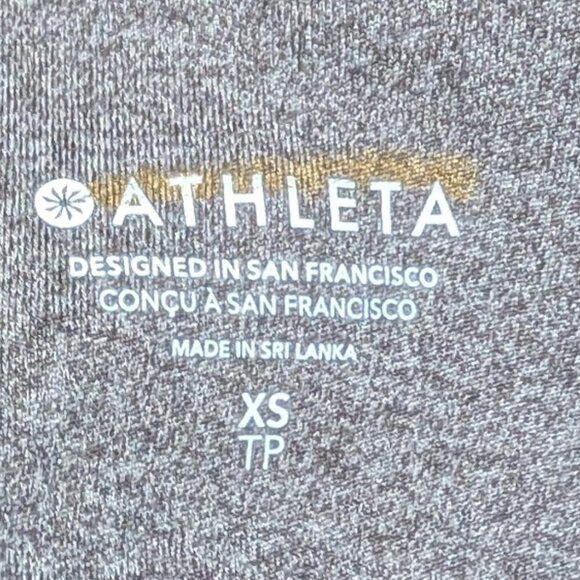 ATHLETA
DESIGNED IN SAN FRANCISCO
CONÇU À SAN FRANCISCO
MADE IN SRI LANKA
XS
TP